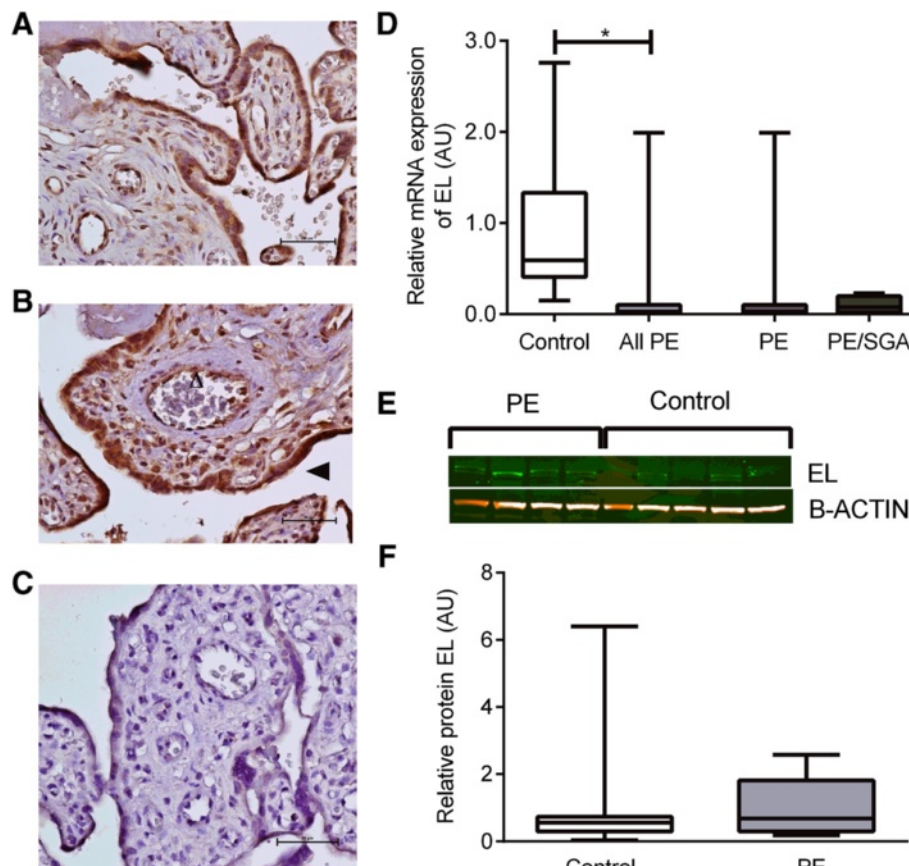 A
B
Δ
C
D
Relative mRNA expression
of EL (AU)
3.0
2.0
1.0
0.0
*
Control
All PE
PE
PE/SGA
E
PE
Control
EL
B-ACTIN
F
Relative protein EL (AU)
8
6
4
2
0
Control
PE